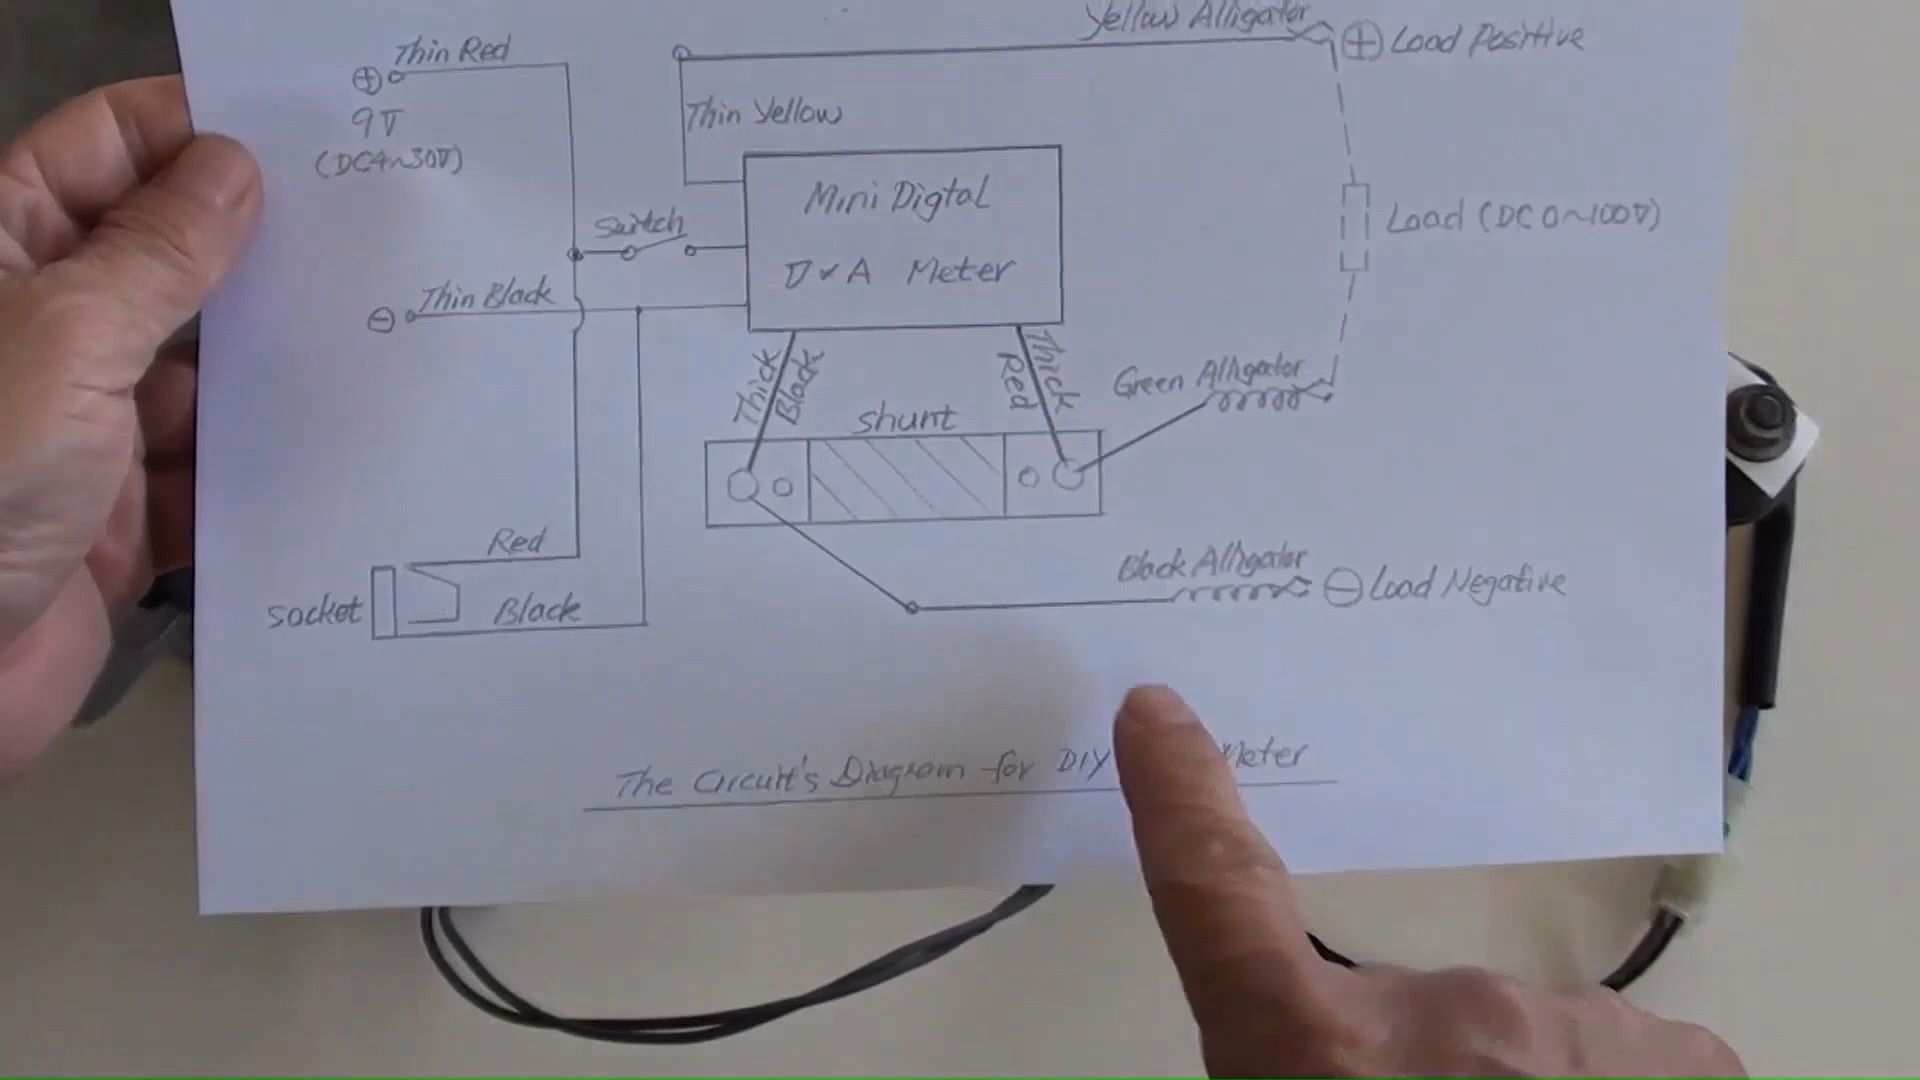 Yellow Alligator
⊕ Load Positive
Thin Red
⊕
9V
(DC4~30V)
Thin Yellow
Mini Digtal
V & A Meter
Switch
Load (DC 0~100V)
⊖ Thin Black
Thick
Black
Thick
Red
Green Alligator
Shunt
Red
Socket
Black
Black Alligator
⊖ Load Negative
The Circuit's Diagram for DIY Meter